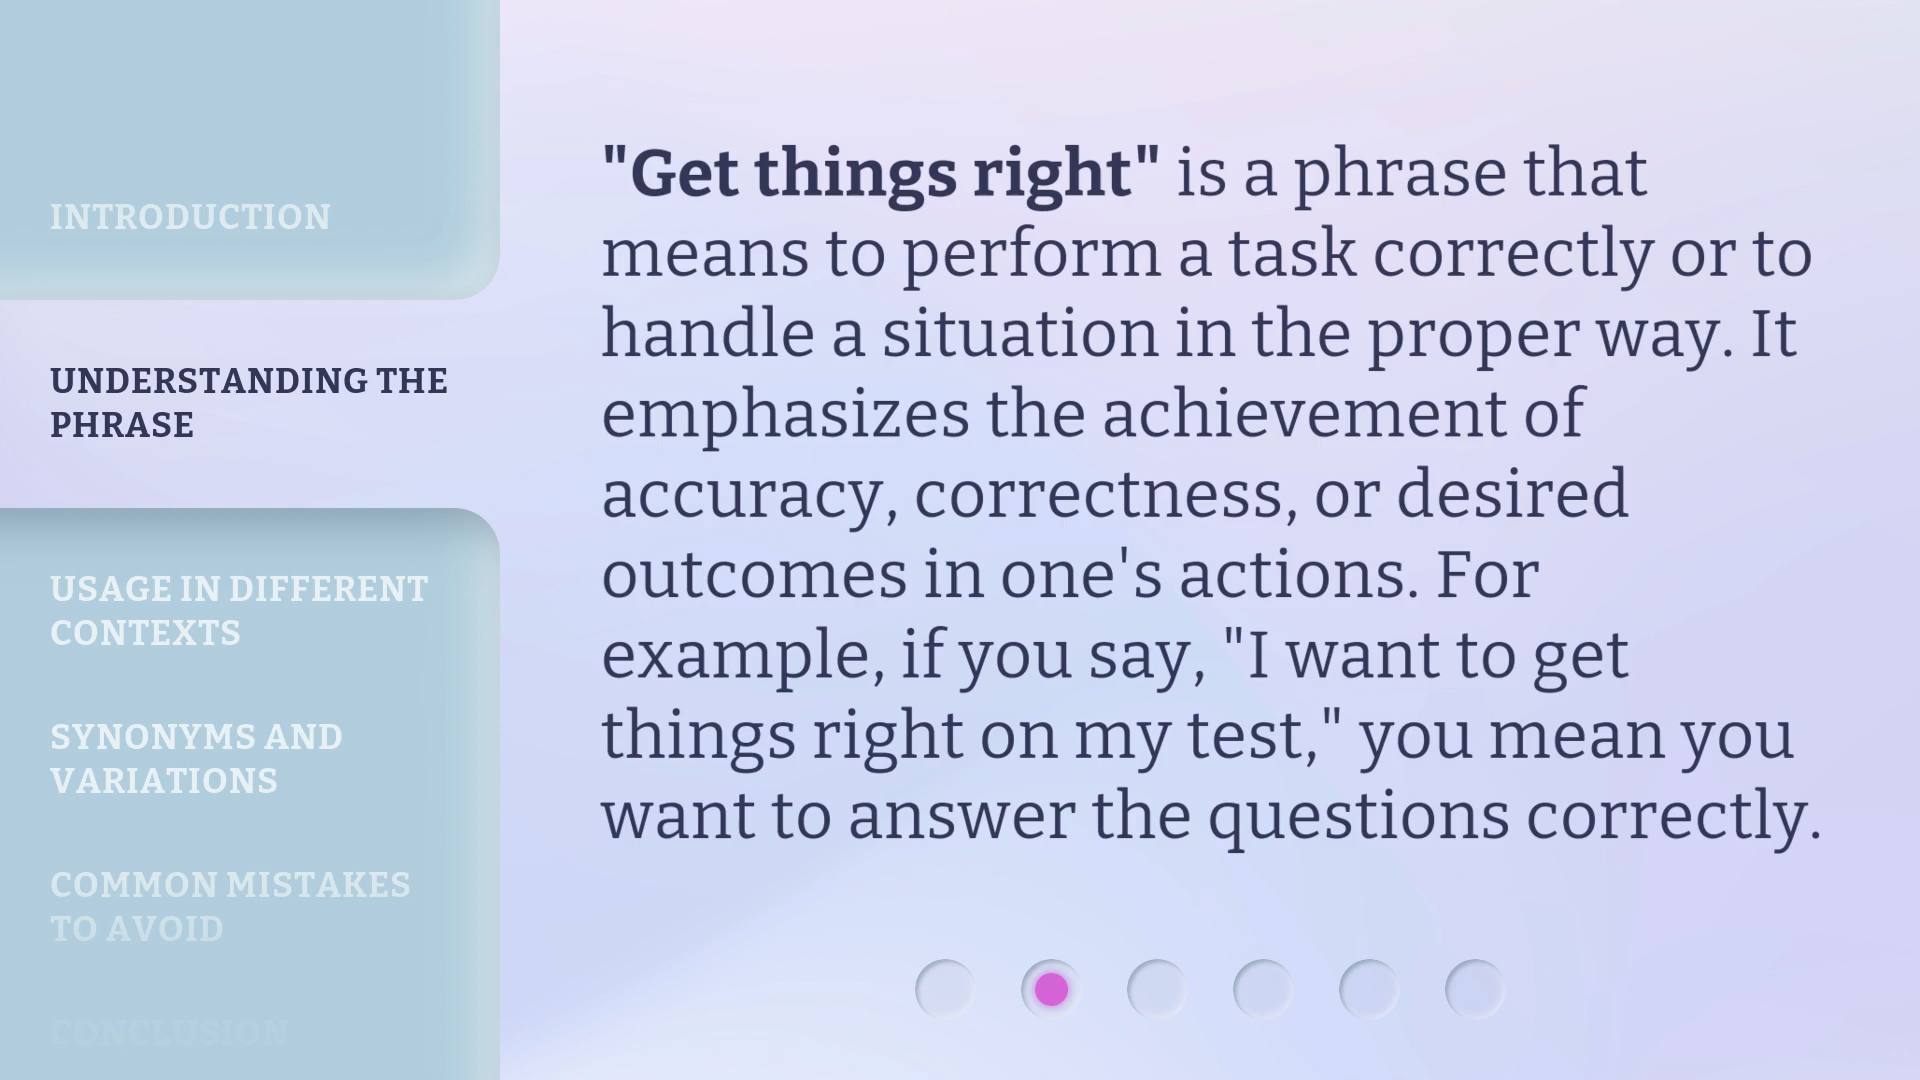 INTRODUCTION
UNDERSTANDING THE
PHRASE
USAGE IN DIFFERENT
CONTEXTS
SYNONYMS AND
VARIATIONS
COMMON MISTAKES
TO AVOID
CONCLUSION
"Get things right" is a phrase that
means to perform a task correctly or to
handle a situation in the proper way. It
emphasizes the achievement of
accuracy, correctness, or desired
outcomes in one's actions. For
example, if you say, "I want to get
things right on my test," you mean you
want to answer the questions correctly.